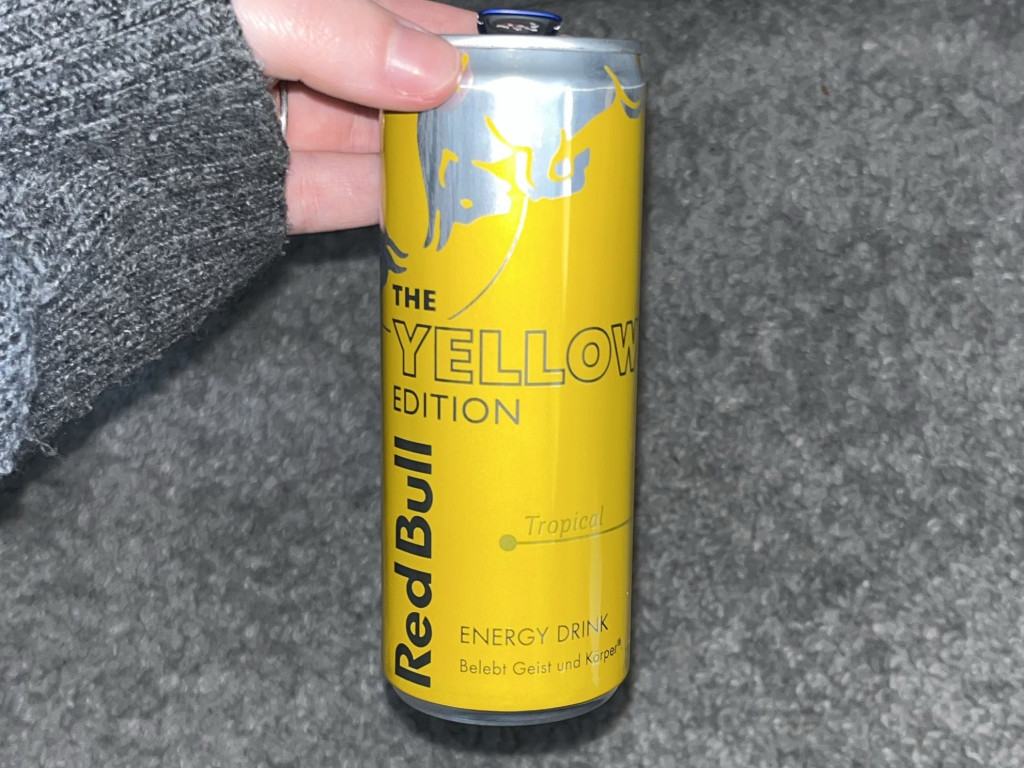 THE
YELLOW
EDITION
Red Bull
Tropical
ENERGY DRINK
Belebt Geist und Körper®